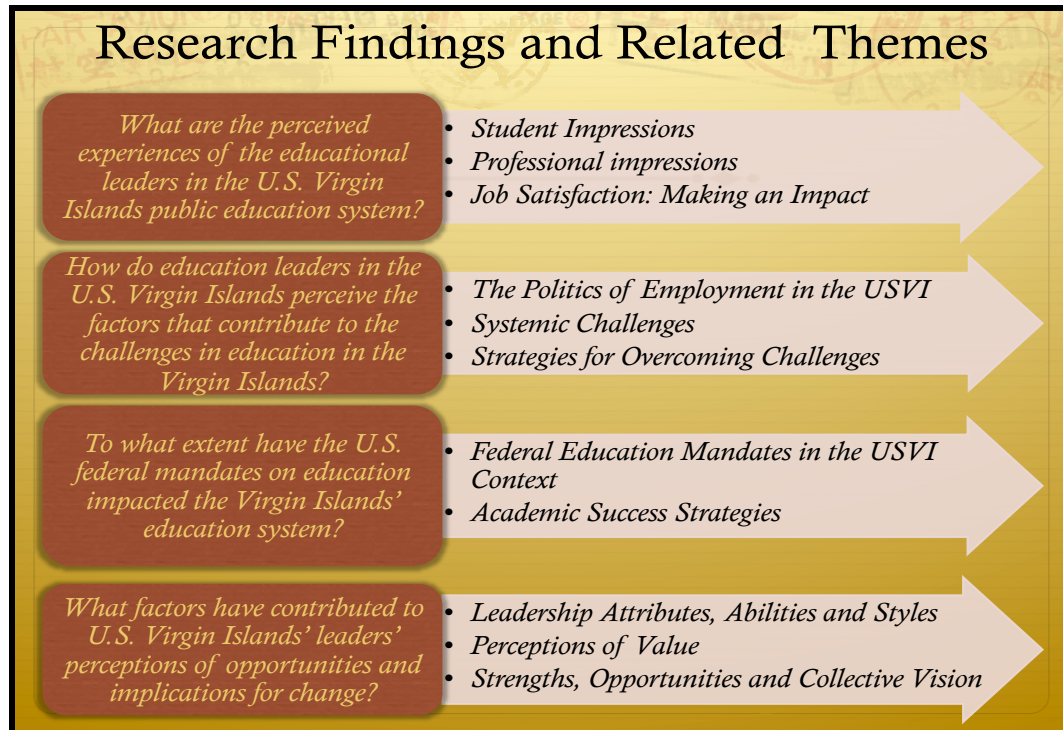 Research Findings and Related Themes
What are the perceived
experiences of the educational
leaders in the U.S. Virgin
Islands public education system?
• Student Impressions
• Professional impressions
• Job Satisfaction: Making an Impact
How do education leaders in the
U.S. Virgin Islands perceive the
factors that contribute to the
challenges in education in the
Virgin Islands?
• The Politics of Employment in the USVI
• Systemic Challenges
• Strategies for Overcoming Challenges
To what extent have the U.S.
federal mandates on education
impacted the Virgin Islands'
education system?
• Federal Education Mandates in the USVI
Context
• Academic Success Strategies
What factors have contributed to
U.S. Virgin Islands' leaders'
perceptions of opportunities and
implications for change?
• Leadership Attributes, Abilities and Styles
• Perceptions of Value
• Strengths, Opportunities and Collective Vision